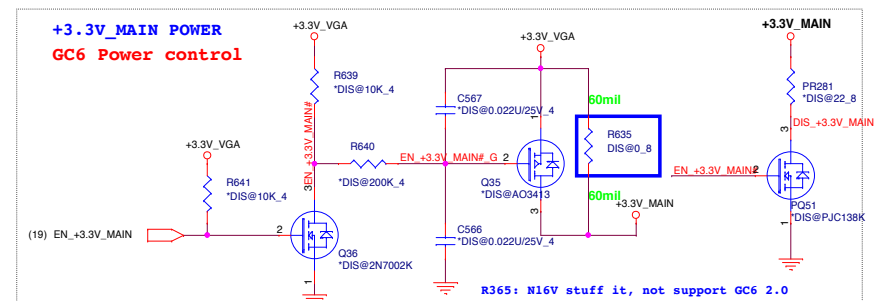 +3.3V_MAIN POWER
GC6 Power control
+3.3V_VGA
R639
*DIS@10K_4
EN_+3.3V_MAIN#
3
+3.3V_VGA
R641
*DIS@10K_4
(19) EN_+3.3V_MAIN
2
Q36
*DIS@2N7002K
1
R640
*DIS@200K_4
EN_+3.3V_MAIN#_G
2
C567
*DIS@0.022U/25V_4
C566
*DIS@0.022U/25V_4
+3.3V_VGA
1
Q35
*DIS@AO3413
3
60mil
R635
DIS@0_8
60mil
+3.3V_MAIN
+3.3V_MAIN
PR281
*DIS@22_8
DIS_+3.3V_MAIN
3
EN_+3.3V_MAIN#
2
PQ51
*DIS@PJC138K
1
R365: N16V stuff it, not support GC6 2.0